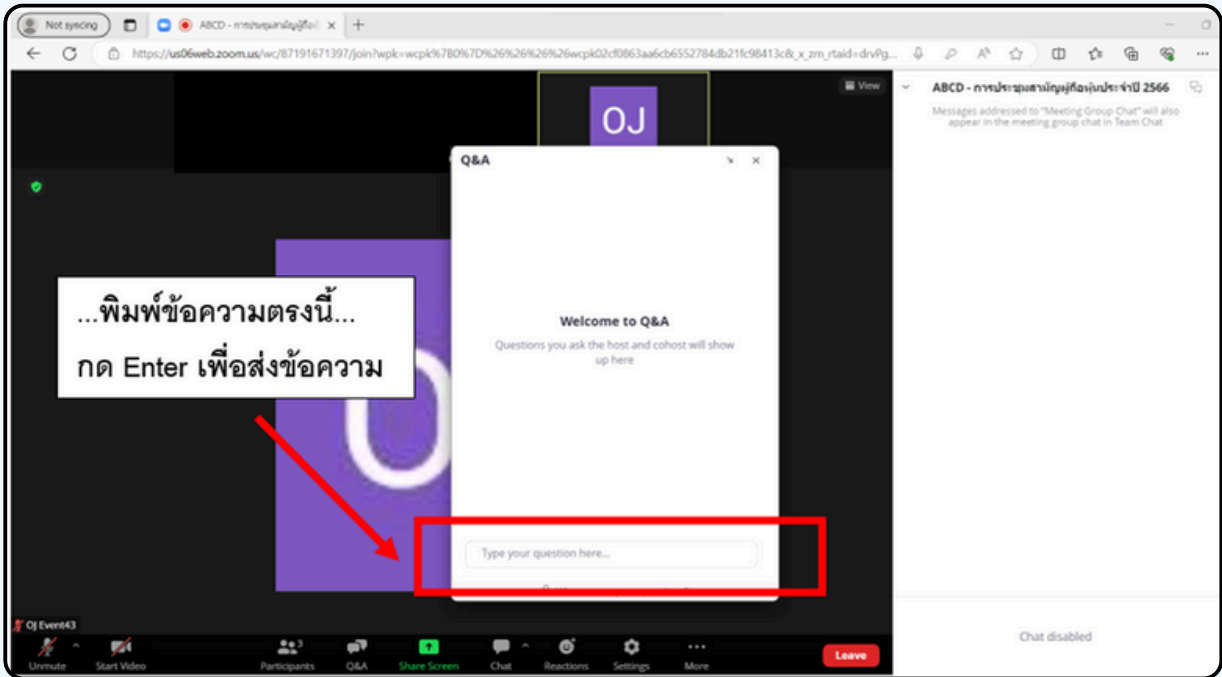 Not syncing
ABCD - การประชุมสามัญผู้ถือหุ้
https://us06web.zoom.us/wc/87191671397/join?wpk=wcpk%7B0%7D%26%26%26%26wcpk02cf0863aa6cb6552784db21fc98413c&_x_zm_rtaid=drvPg...
View
ABCD - การประชุมสามัญผู้ถือหุ้นประจำปี 2566
Messages addressed to "Meeting Group Chat" will also
appear in the meeting group chat in Team Chat
OJ
Q&A
...พิมพ์ข้อความตรงนี้...
กด Enter เพื่อส่งข้อความ
Welcome to Q&A
Questions you ask the host and cohost will show
up here
Type your question here...
OJ Event43
Chat disabled
Unmute
Start Video
3
Participants
Q&A
Share Screen
Chat
Reactions
Settings
More
Leave